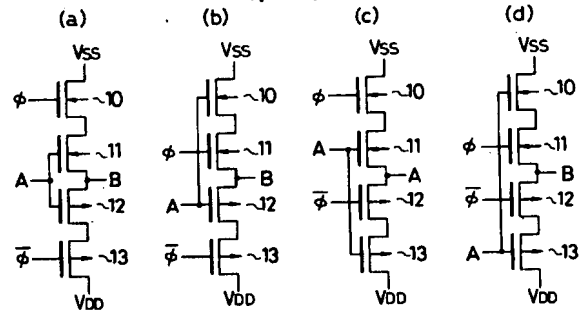 (a) (b) (c) (d)
VSS VSS VSS VSS
ϕ ~10 ~10 ϕ ~10 ~10
~11 ϕ ~11 A ~11 ϕ ~11
A B B A B
~12 A ~12 ϕ̅ ~12 ϕ̅ ~12
ϕ̅ ~13 ϕ̅ ~13 ~13 A ~13
VDD VDD VDD VDD